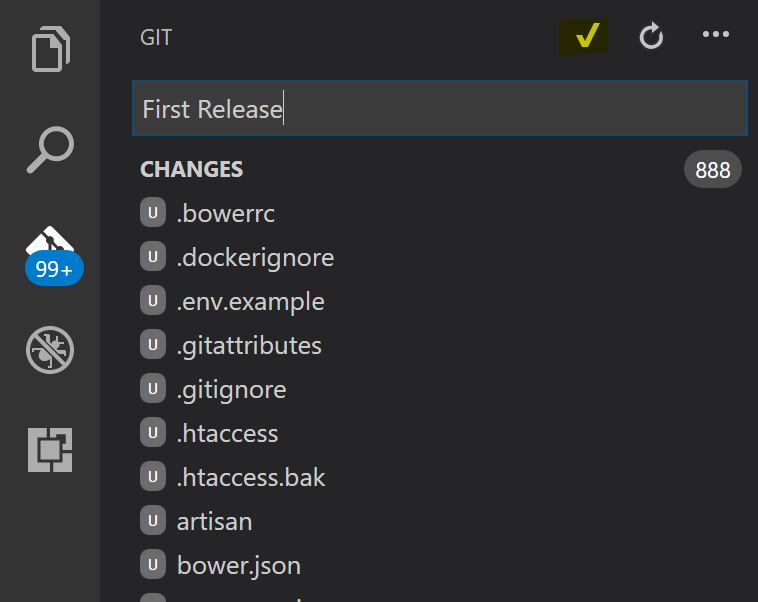 GIT
First Release
CHANGES 888
U .bowerrc
U .dockerignore
99+
U .env.example
U .gitattributes
U .gitignore
U .htaccess
U .htaccess.bak
U artisan
U bower.json